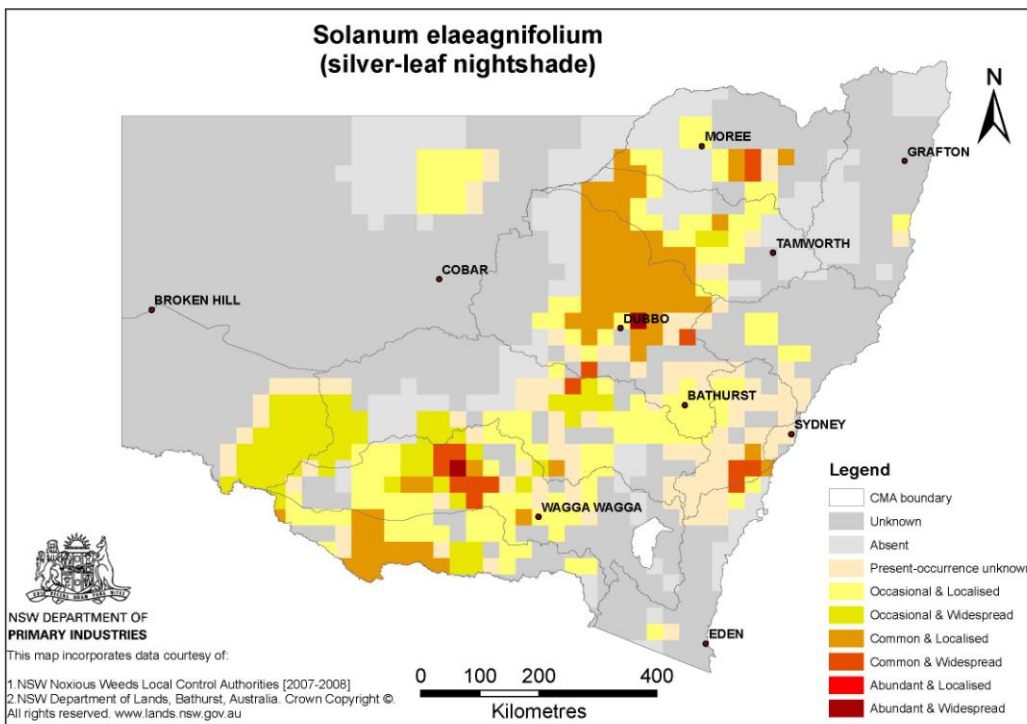 Solanum elaeagnifolium
(silver-leaf nightshade)
N
MOREE
GRAFTON
TAMWORTH
COBAR
BROKEN HILL
DUBBO
BATHURST
SYDNEY
WAGGA WAGGA
EDEN
Legend
CMA boundary
Unknown
Absent
Present-occurrence unknown
Occasional & Localised
Occasional & Widespread
Common & Localised
Common & Widespread
Abundant & Localised
Abundant & Widespread
NSW DEPARTMENT OF
PRIMARY INDUSTRIES
This map incorporates data courtesy of:
1.NSW Noxious Weeds Local Control Authorities [2007-2008]
2.NSW Department of Lands, Bathurst, Australia. Crown Copyright ©.
All rights reserved. www.lands.nsw.gov.au
0 100 200 400
Kilometres